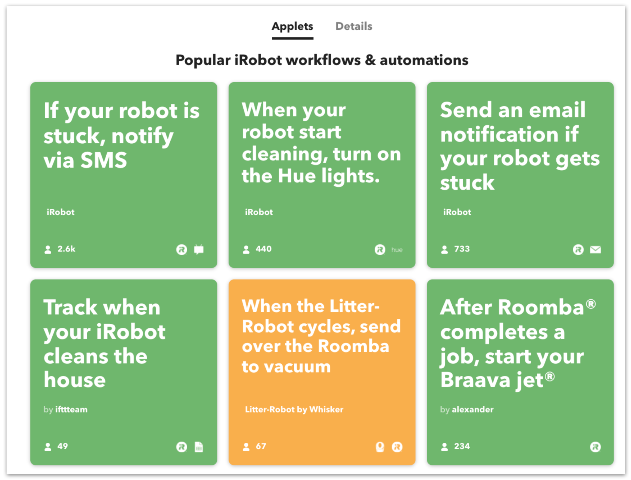 Applets Details
Popular iRobot workflows & automations
If your robot is
stuck, notify
via SMS
iRobot
2.6k
When your
robot start
cleaning, turn on
the Hue lights.
iRobot
440
hue
Send an email
notification if
your robot gets
stuck
iRobot
733
Track when
your iRobot
cleans the
house
by ifttteam
49
When the Litter-
Robot cycles, send
over the Roomba
to vacuum
Litter-Robot by Whisker
67
After Roomba®
completes a
job, start your
Braava jet®
by alexander
234